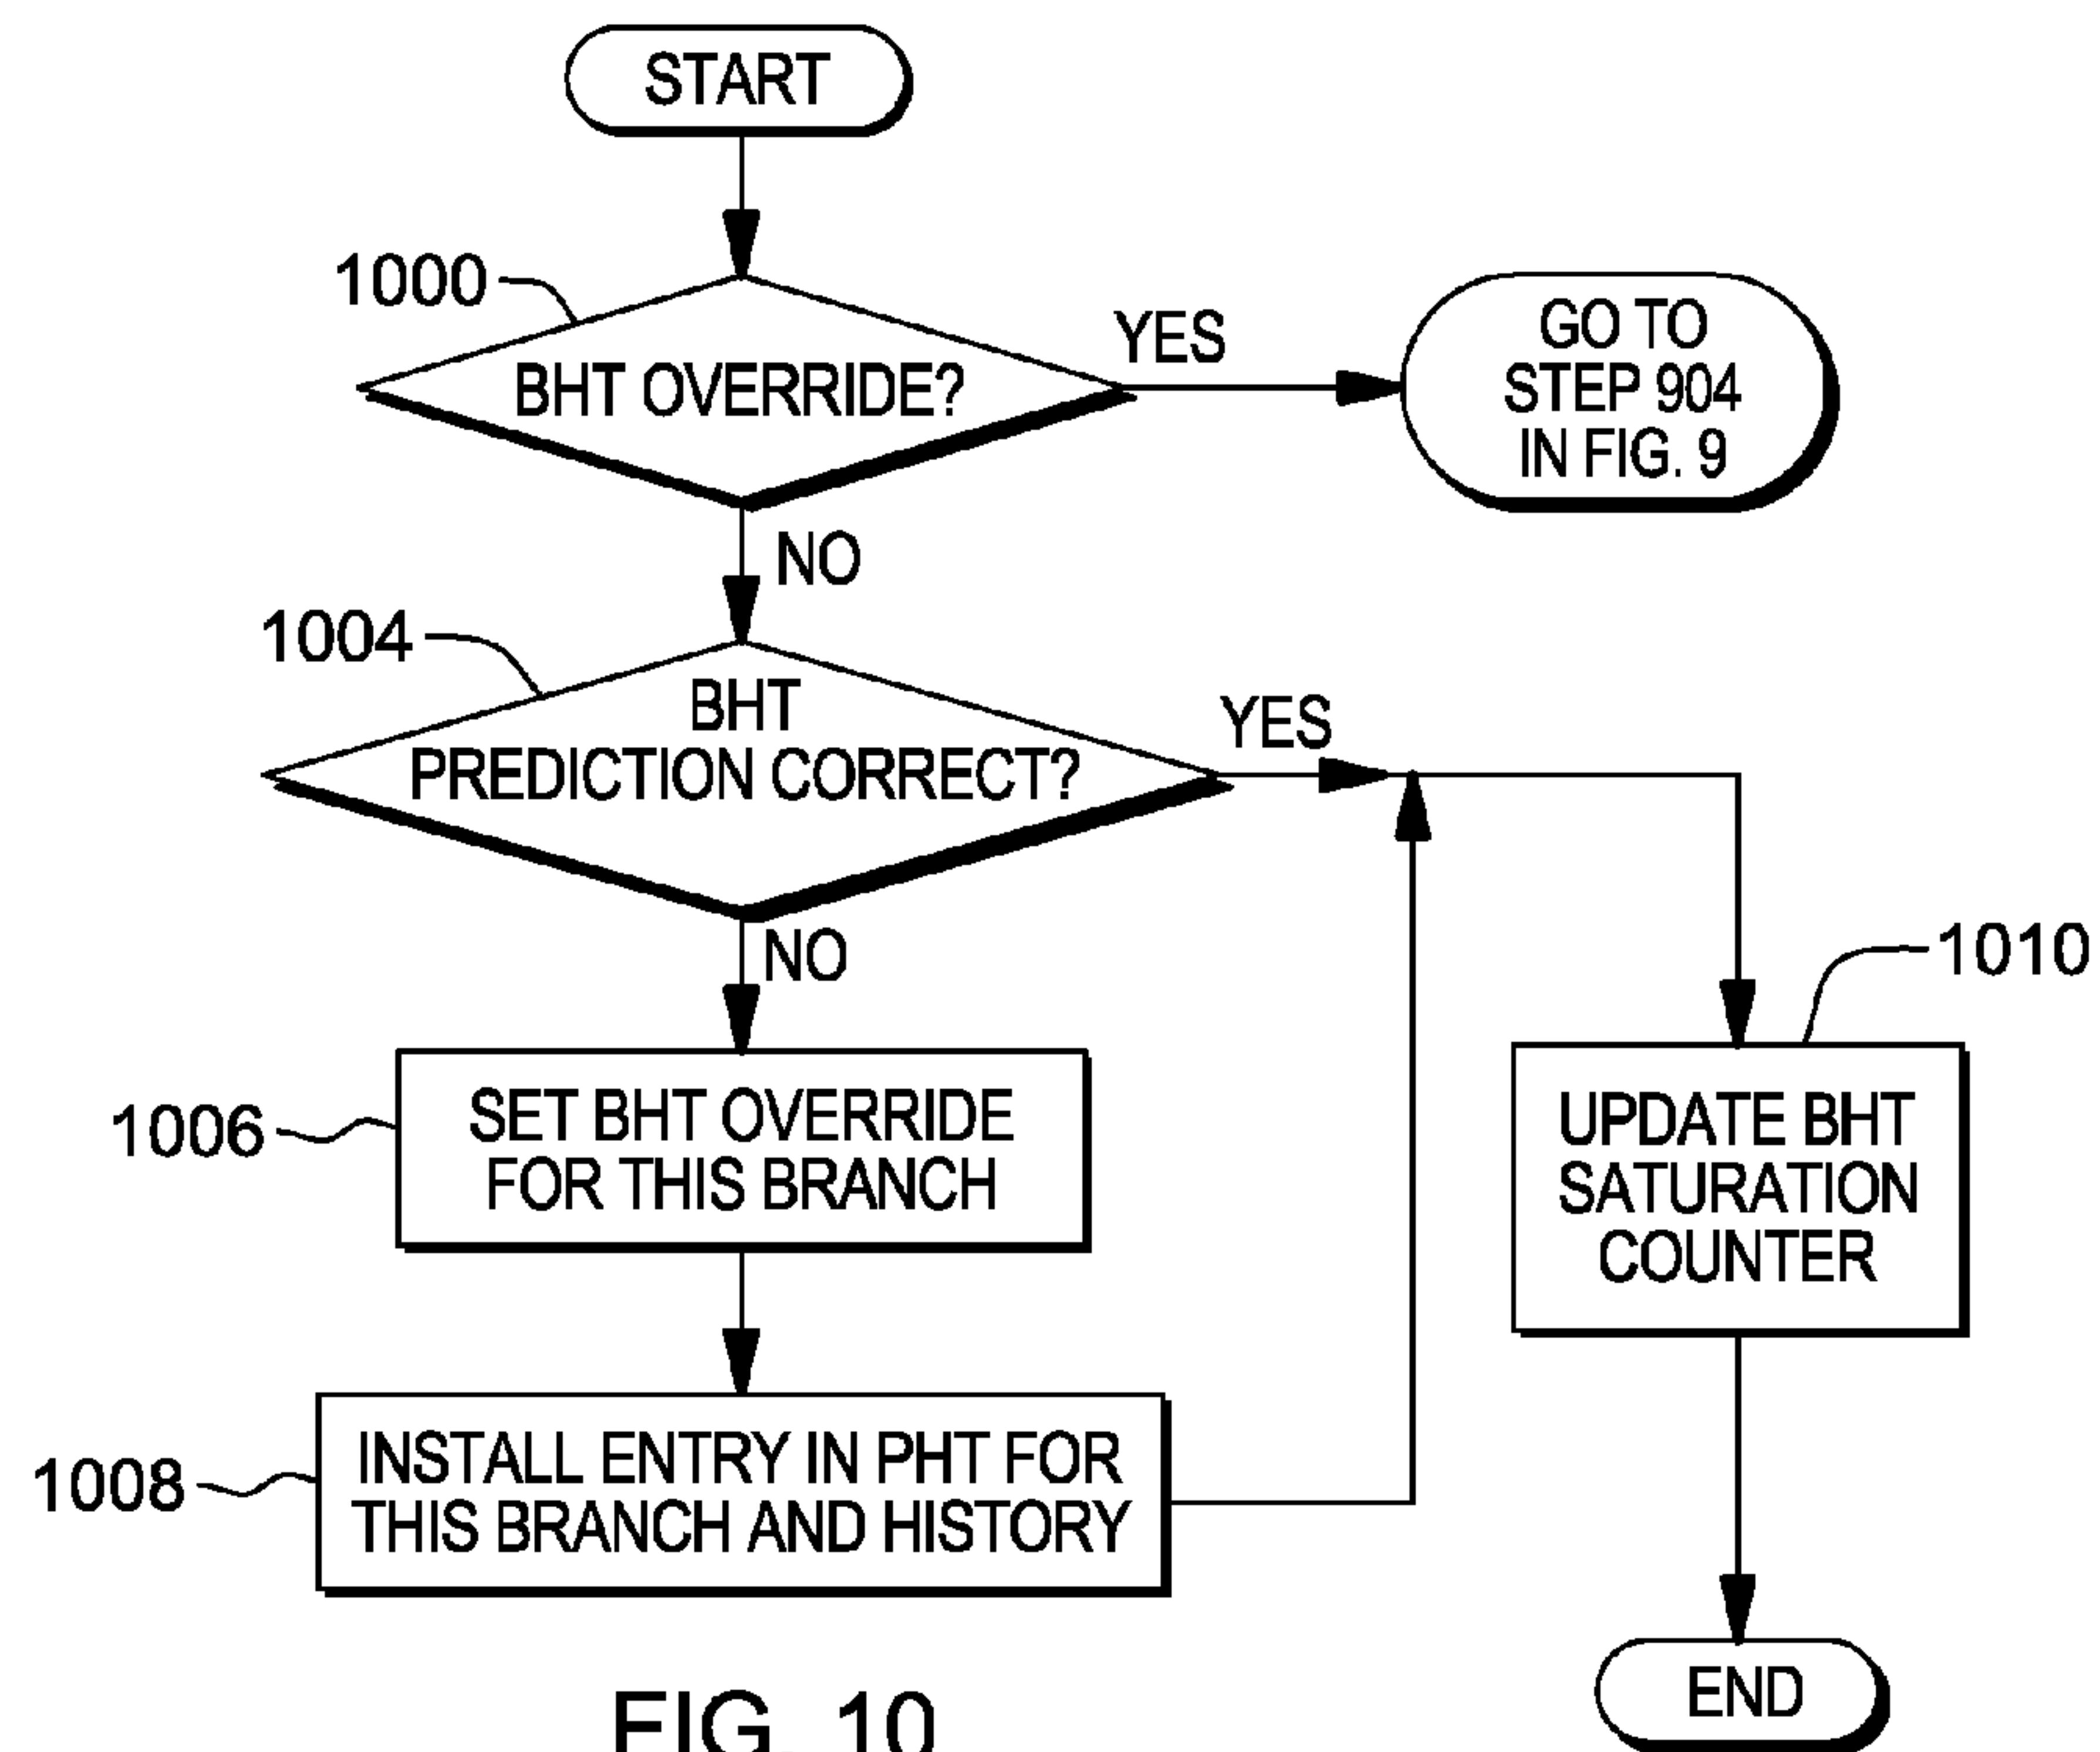 START
1000
BHT OVERRIDE?
YES
GO TO
STEP 904
IN FIG. 9
NO
1004
BHT
PREDICTION CORRECT?
YES
NO
1010
1006
SET BHT OVERRIDE
FOR THIS BRANCH
UPDATE BHT
SATURATION
COUNTER
1008
INSTALL ENTRY IN PHT FOR
THIS BRANCH AND HISTORY
END
FIG. 10